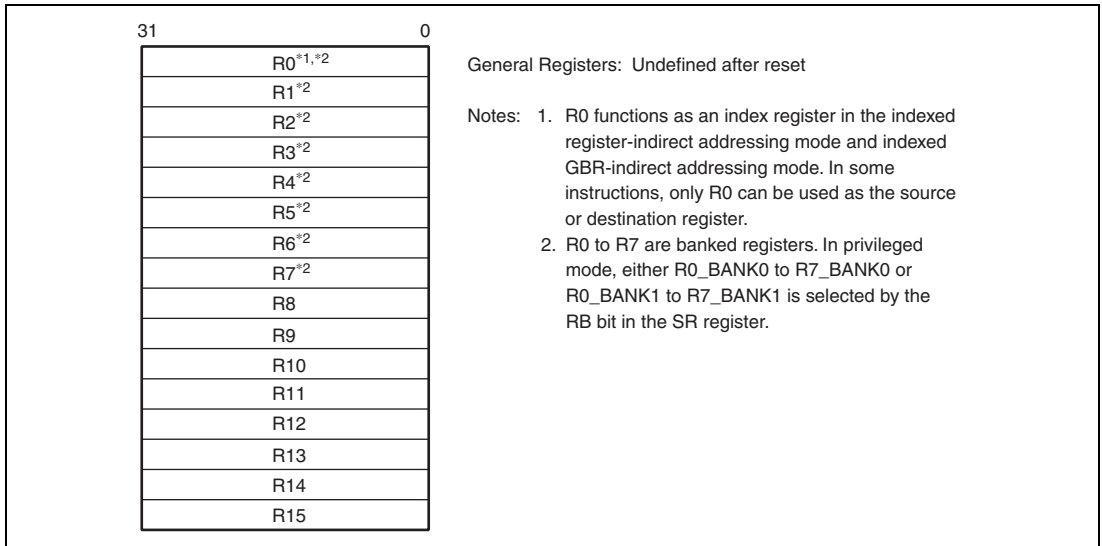 31 0
R0*1,*2
R1*2
R2*2
R3*2
R4*2
R5*2
R6*2
R7*2
R8
R9
R10
R11
R12
R13
R14
R15
General Registers: Undefined after reset
Notes: 1. R0 functions as an index register in the indexed
register-indirect addressing mode and indexed
GBR-indirect addressing mode. In some
instructions, only R0 can be used as the source
or destination register.
2. R0 to R7 are banked registers. In privileged
mode, either R0_BANK0 to R7_BANK0 or
R0_BANK1 to R7_BANK1 is selected by the
RB bit in the SR register.